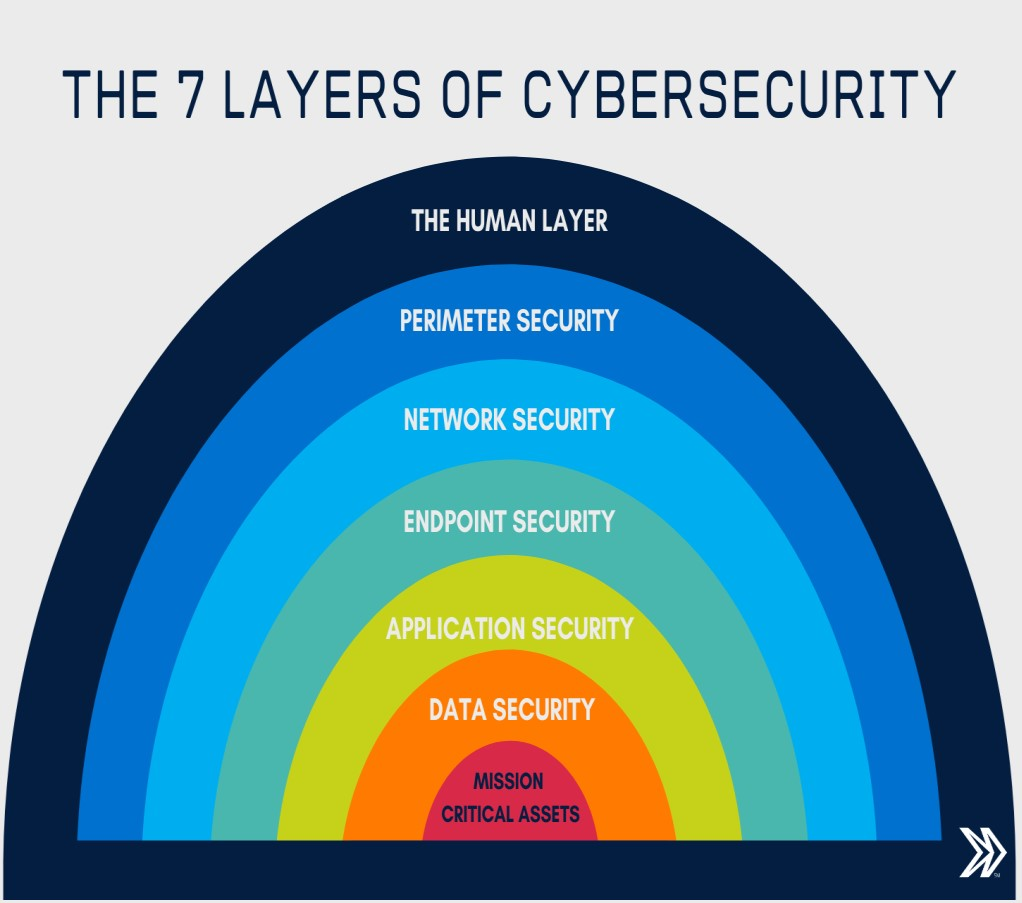 THE 7 LAYERS OF CYBERSECURITY
THE HUMAN LAYER
PERIMETER SECURITY
NETWORK SECURITY
ENDPOINT SECURITY
APPLICATION SECURITY
DATA SECURITY
MISSION
CRITICAL ASSETS
TM